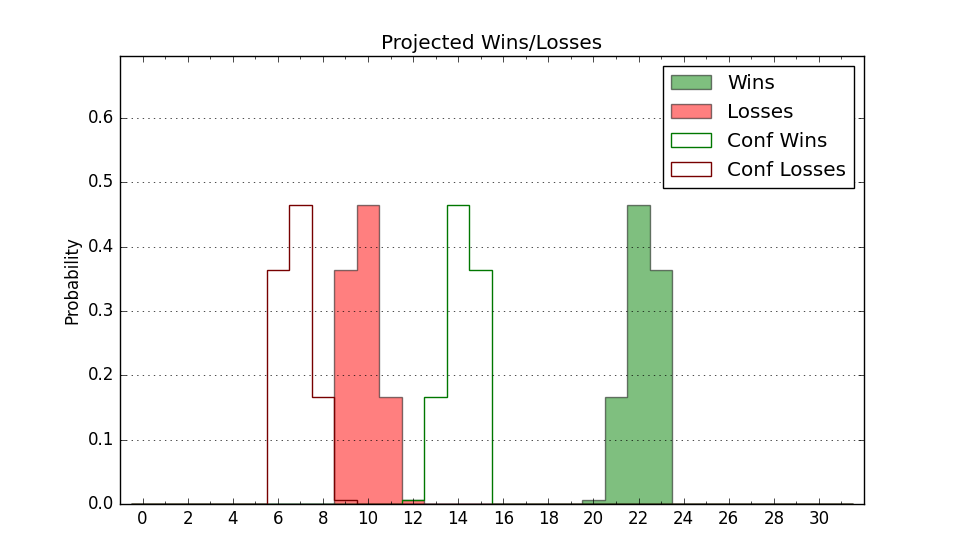 Projected Wins/Losses
Wins
Losses
Conf Wins
Conf Losses
Probability
0.6
0.5
0.4
0.3
0.2
0.1
0.0
0 2 4 6 8 10 12 14 16 18 20 22 24 26 28 30